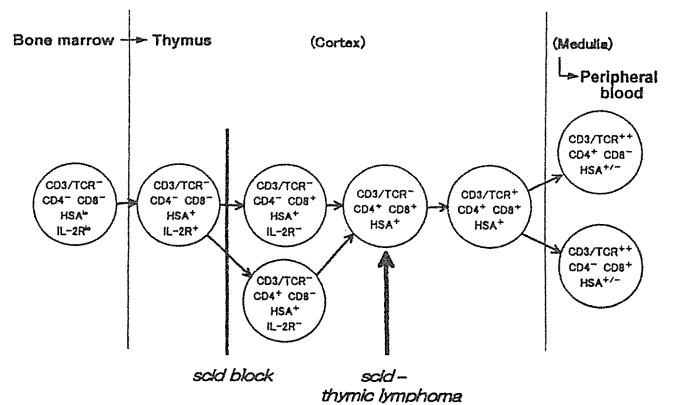 Bone marrow → Thymus
(Cortex)
(Medulla)
Peripheral
blood
CD3/TCR⁻
CD4⁻ CD8⁻
HSAˡᵒ
IL-2Rˡᵒ
CD3/TCR⁻
CD4⁻ CD8⁻
HSA⁺
IL-2R⁺
CD3/TCR⁻
CD4⁻ CD8⁺
HSA⁺
IL-2R⁻
CD3/TCR⁻
CD4⁺ CD8⁻
HSA⁺
IL-2R⁻
CD3/TCR⁻
CD4⁺ CD8⁺
HSA⁺
CD3/TCR⁺
CD4⁺ CD8⁺
HSA⁺
CD3/TCR⁺⁺
CD4⁺ CD8⁻
HSA⁺/⁻
CD3/TCR⁺⁺
CD4⁻ CD8⁺
HSA⁺/⁻
scid block
scid –
thymic lymphoma